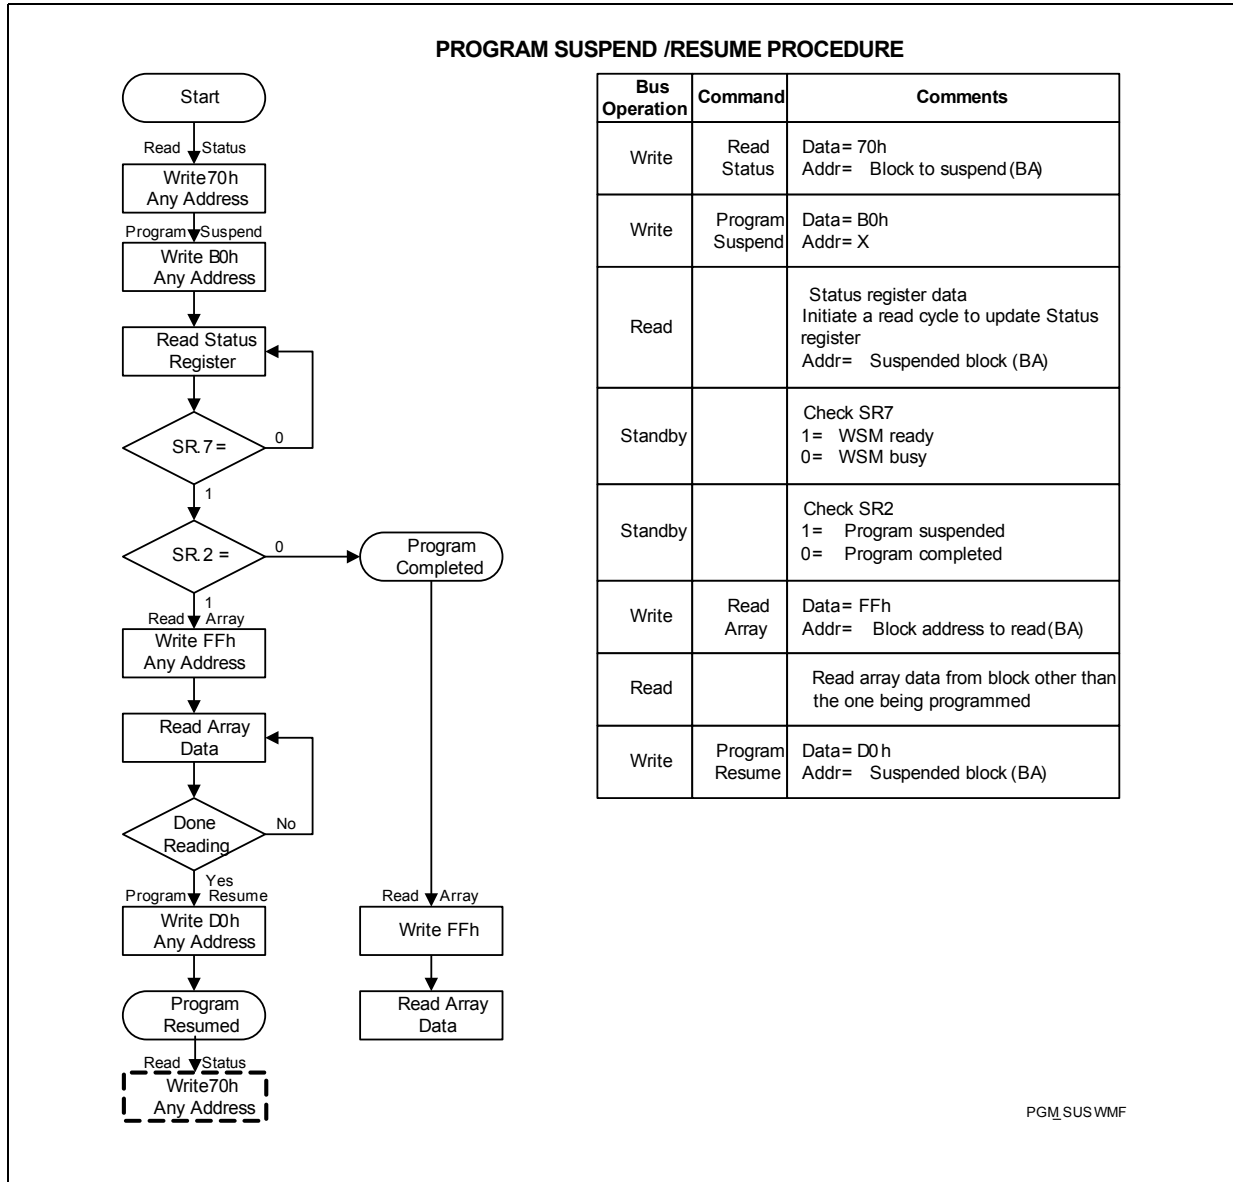 PROGRAM SUSPEND /RESUME PROCEDURE
Start
Read Status
Write70h
Any Address
Program Suspend
Write B0h
Any Address
Read Status
Register
SR.7 =
0
1
SR.2 =
0
Program
Completed
1
Read Array
Write FFh
Any Address
Read Array
Data
Done
Reading
No
Yes
Program Resume
Write D0h
Any Address
Program
Resumed
Read Status
Write70h
Any Address
Read Array
Write FFh
Read Array
Data
Bus
Operation
Command
Comments
Write
Read
Status
Data= 70h
Addr= Block to suspend (BA)
Write
Program
Suspend
Data= B0h
Addr= X
Read
Status register data
Initiate a read cycle to update Status
register
Addr= Suspended block (BA)
Standby
Check SR7
1= WSM ready
0= WSM busy
Standby
Check SR2
1= Program suspended
0= Program completed
Write
Read
Array
Data= FFh
Addr= Block address to read (BA)
Read
Read array data from block other than
the one being programmed
Write
Program
Resume
Data= D0h
Addr= Suspended block (BA)
PGM_SUSWMF